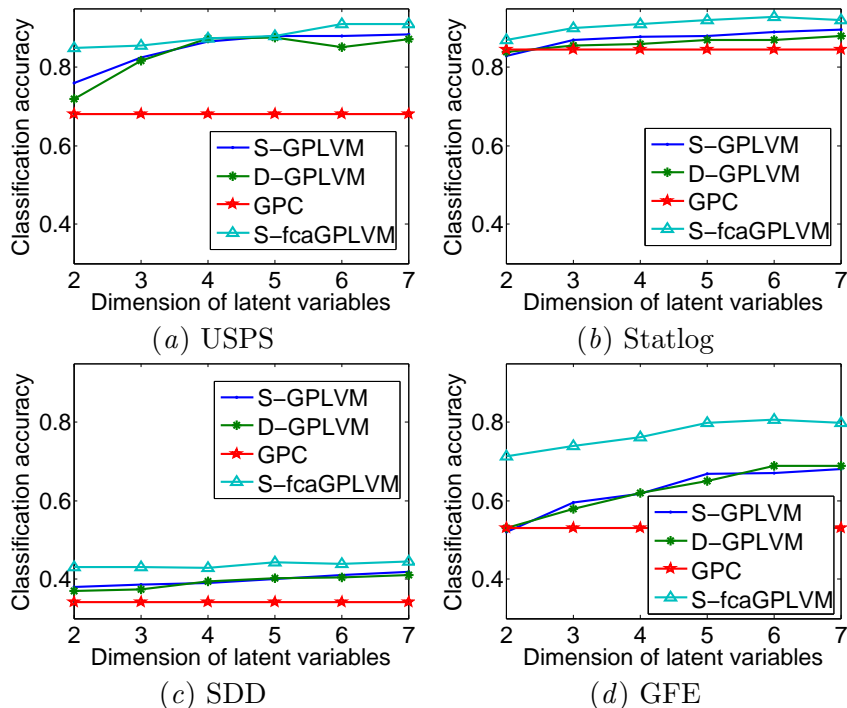 Classification accuracy
0.8
0.6
0.4
S-GPLVM
D-GPLVM
GPC
S-fcaGPLVM
2 3 4 5 6 7
Dimension of latent variables
(a) USPS
Classification accuracy
0.8
0.6
0.4
S-GPLVM
D-GPLVM
GPC
S-fcaGPLVM
2 3 4 5 6 7
Dimension of latent variables
(b) Statlog
Classification accuracy
0.8
0.6
0.4
S-GPLVM
D-GPLVM
GPC
S-fcaGPLVM
2 3 4 5 6 7
Dimension of latent variables
(c) SDD
Classification accuracy
0.8
0.6
0.4
S-GPLVM
D-GPLVM
GPC
S-fcaGPLVM
2 3 4 5 6 7
Dimension of latent variables
(d) GFE